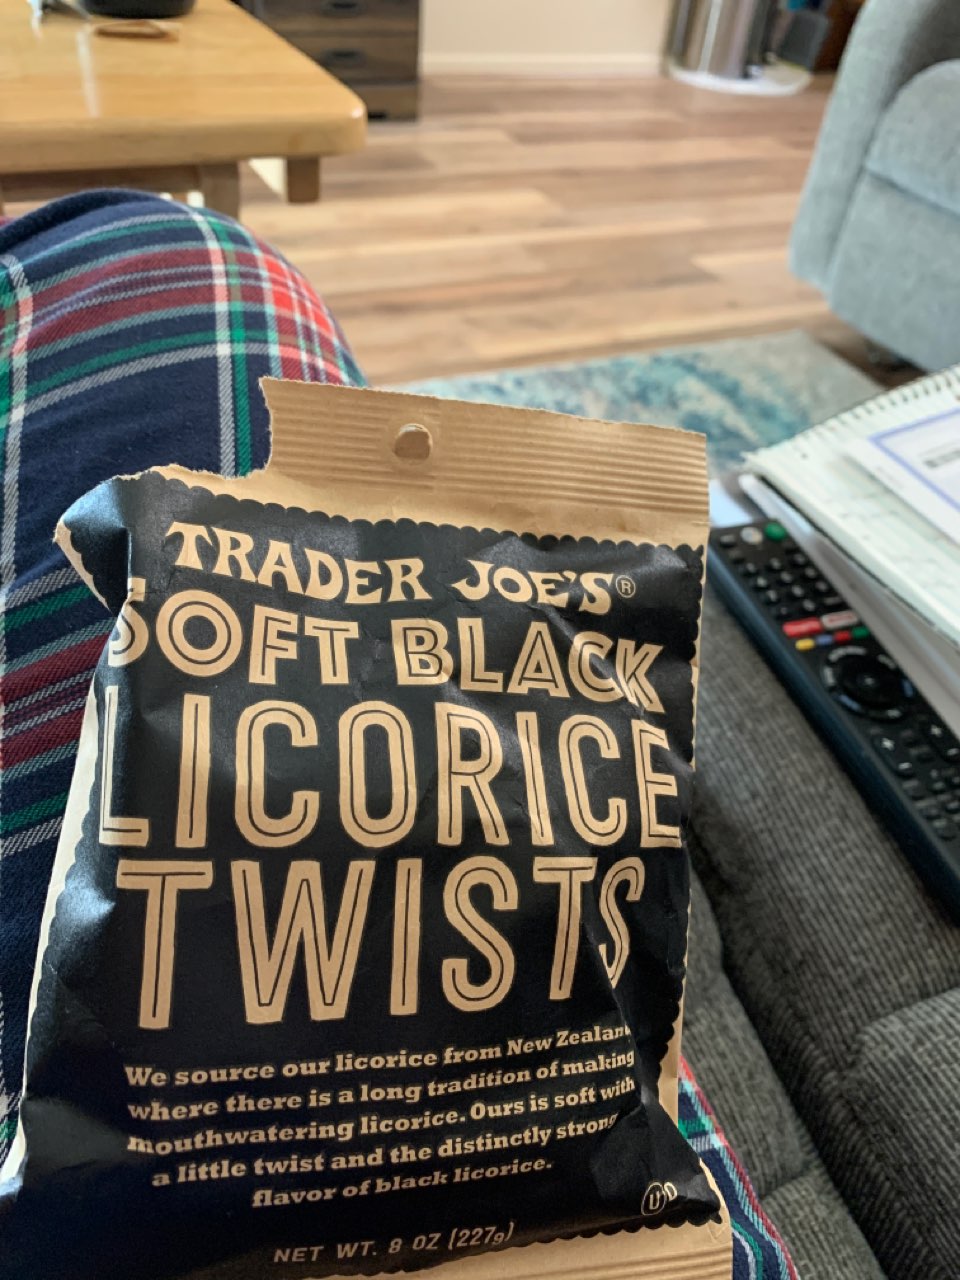 TRADER JOE'S®
SOFT BLACK
LICORICE
TWISTS
We source our licorice from New Zealand
where there is a long tradition of making
mouthwatering licorice. Ours is soft with
a little twist and the distinctly strong
flavor of black licorice.
U D
NET WT. 8 OZ (227g)